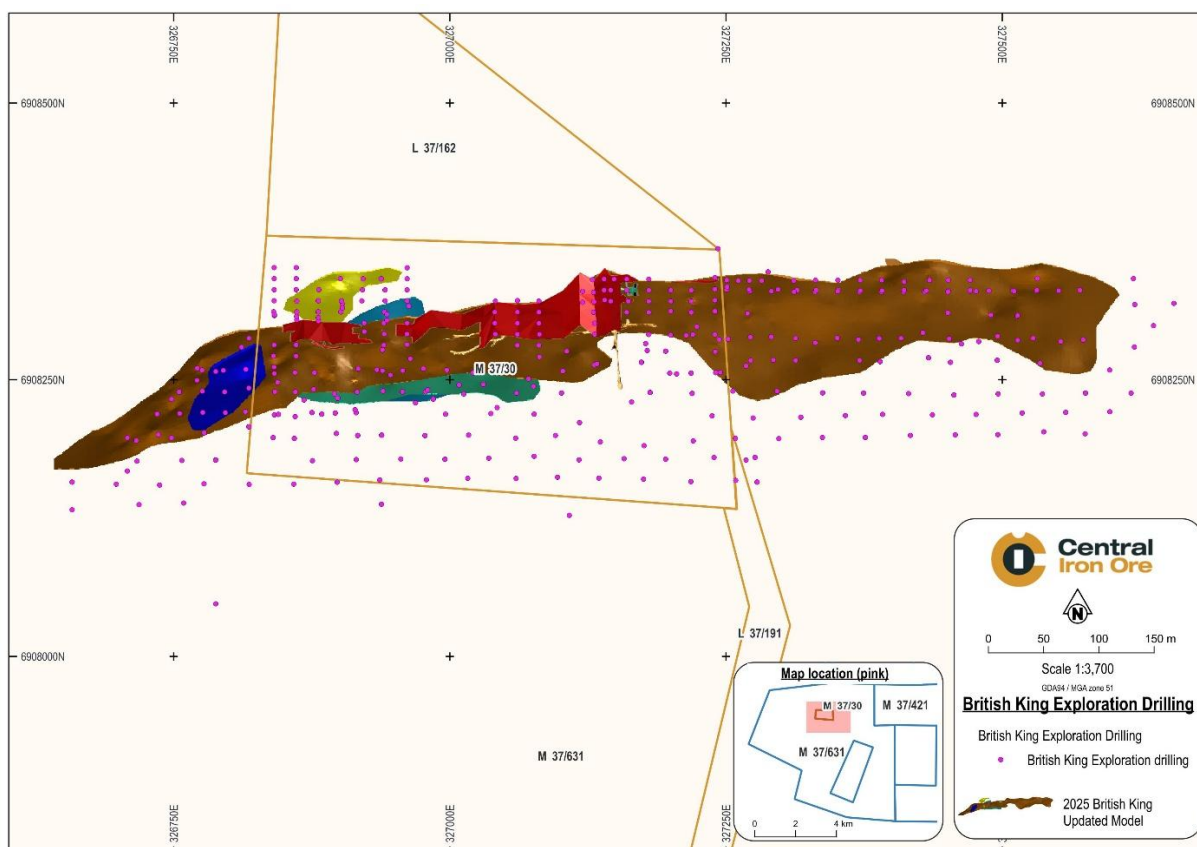 326750E
327000E
327250E
327500E
6908500N
6908500N
L 37/162
M 37/30
6908250N
6908250N
6908000N
L 37/191
M 37/631
326750E
327000E
327250E
Central
Iron Ore
N
0 50 100 150 m
Scale 1:3,700
GDA94 / MGA zone 51
British King Exploration Drilling
British King Exploration Drilling
British King Exploration drilling
2025 British King
Updated Model
Map location (pink)
M 37/30
M 37/421
M 37/631
0 2 4 km